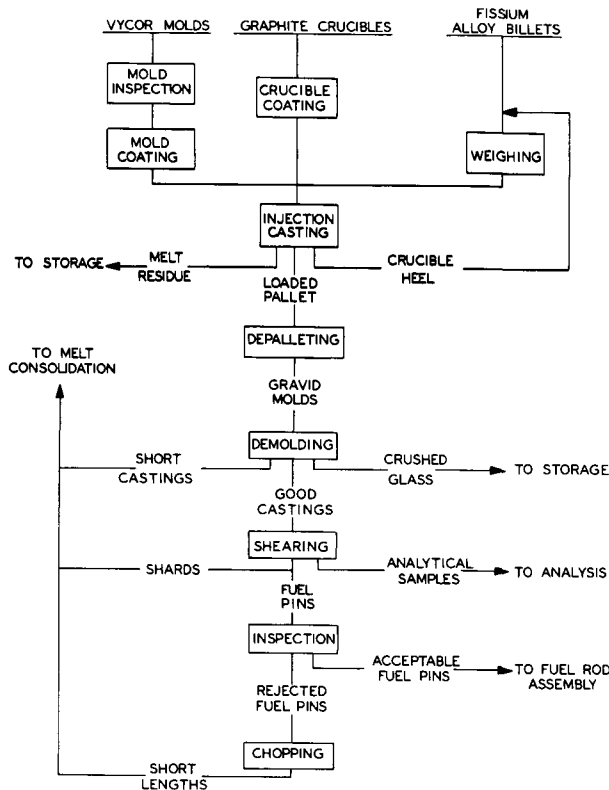 VYCOR MOLDS
GRAPHITE CRUCIBLES
FISSIUM
ALLOY BILLETS
MOLD
INSPECTION
CRUCIBLE
COATING
MOLD
COATING
WEIGHING
INJECTION
CASTING
TO STORAGE
MELT
RESIDUE
CRUCIBLE
HEEL
LOADED
PALLET
DEPALLETING
TO MELT
CONSOLIDATION
GRAVID
MOLDS
DEMOLDING
SHORT
CASTINGS
CRUSHED
GLASS
TO STORAGE
GOOD
CASTINGS
SHEARING
SHARDS
ANALYTICAL
SAMPLES
TO ANALYSIS
FUEL
PINS
INSPECTION
ACCEPTABLE
FUEL PINS
TO FUEL ROD
ASSEMBLY
REJECTED
FUEL PINS
CHOPPING
SHORT
LENGTHS